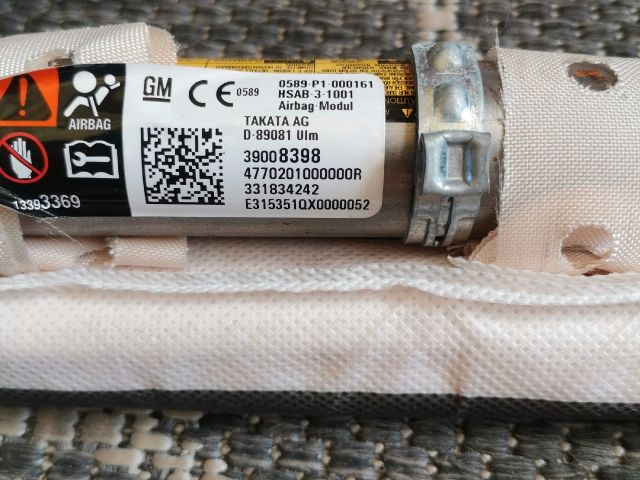 GM
CE 0589
0589-P1-000161
HSAB-3-1001
Airbag-Modul
TAKATA AG
D-89081 Ulm
39008398
4770201000000R
331834242
E315351QX0000052
AIRBAG
13393369